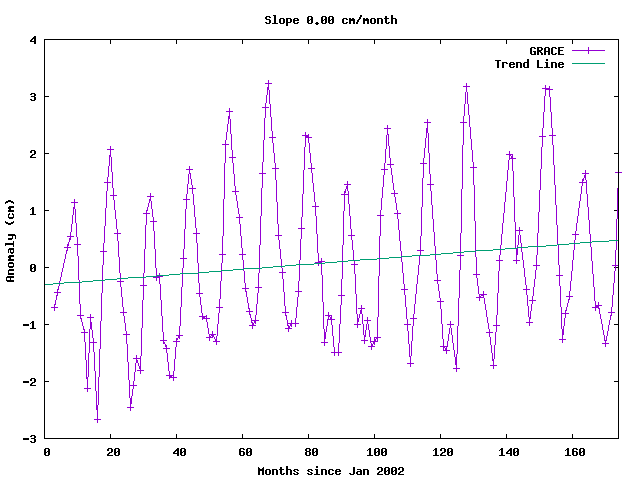 Slope 0.00 cm/month
GRACE
Trend Line
4
3
2
1
0
-1
-2
-3
Anomaly (cm)
0 20 40 60 80 100 120 140 160
Months since Jan 2002